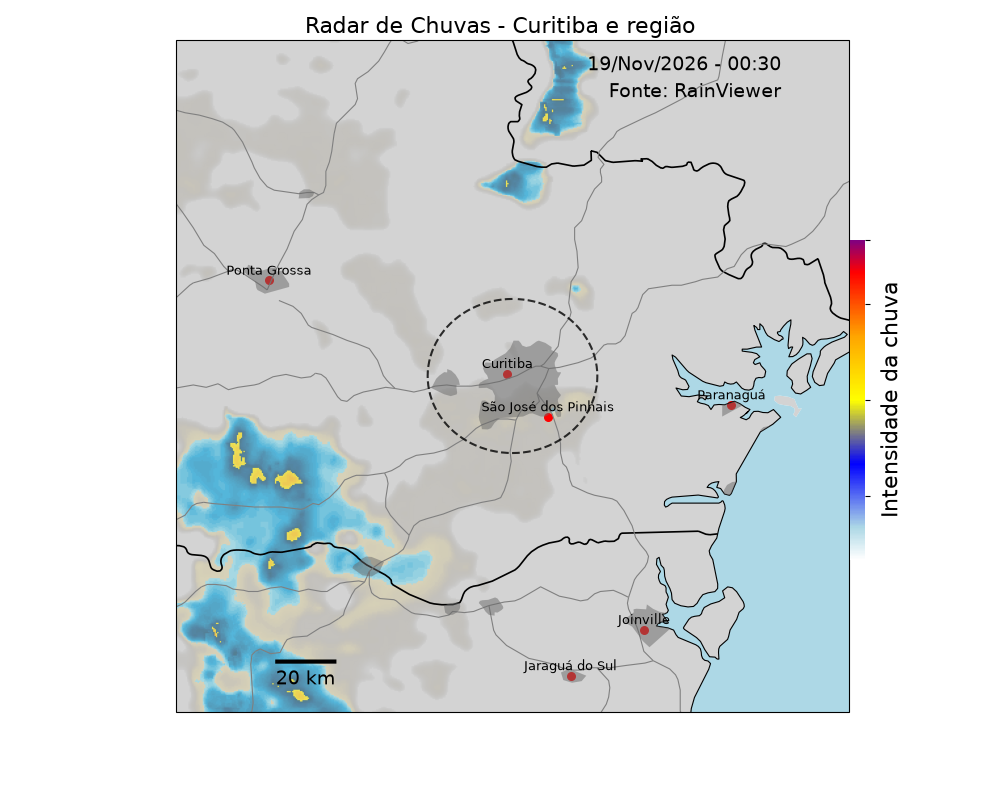 Radar de Chuvas - Curitiba e região
19/Nov/2026 - 00:30
Fonte: RainViewer
Ponta Grossa
Curitiba
Paranaguá
São José dos Pinhais
Intensidade da chuva
Joinville
Jaraguá do Sul
20 km